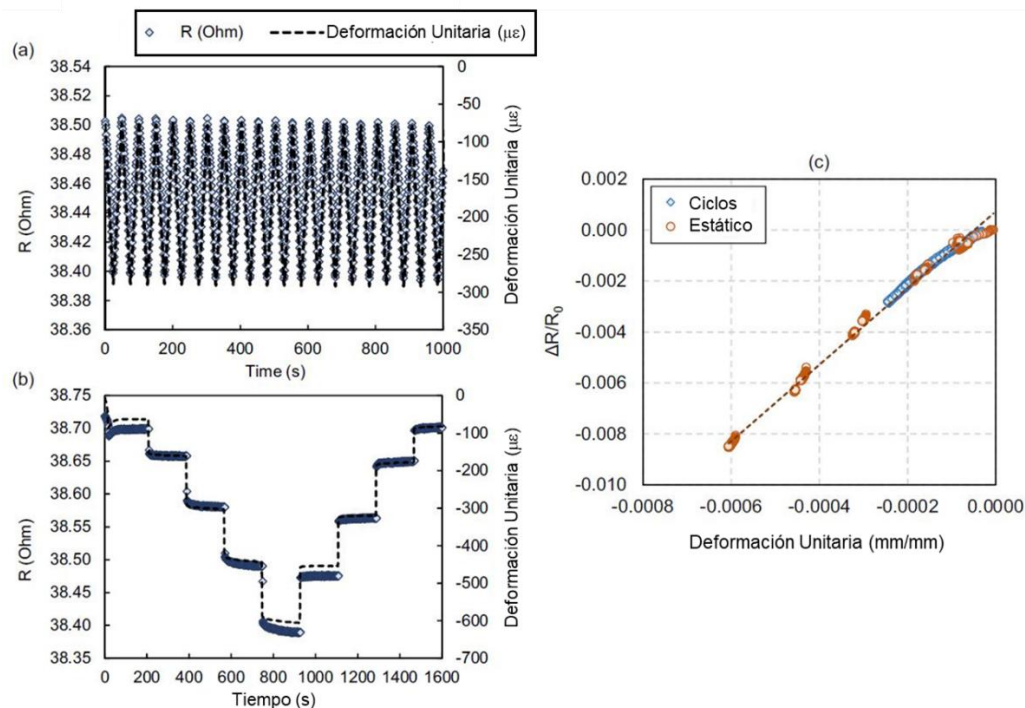 R (Ohm) Deformación Unitaria (µε)
(a)
38.54
38.52
38.50
38.48
38.46
38.44
38.42
38.40
38.38
38.36
R (Ohm)
0
-50
-100
-150
-200
-250
-300
-350
Deformación Unitaria (µε)
0 200 400 600 800 1000
Time (s)
(b)
38.75
38.70
38.65
38.60
38.55
38.50
38.45
38.40
38.35
R (Ohm)
0
-100
-200
-300
-400
-500
-600
-700
Deformación Unitaria (µε)
0 200 400 600 800 1000 1200 1400 1600
Tiempo (s)
(c)
0.002
0.000
-0.002
-0.004
-0.006
-0.008
-0.010
ΔR/R0
Ciclos
Estático
-0.0008 -0.0006 -0.0004 -0.0002 0.0000
Deformación Unitaria (mm/mm)